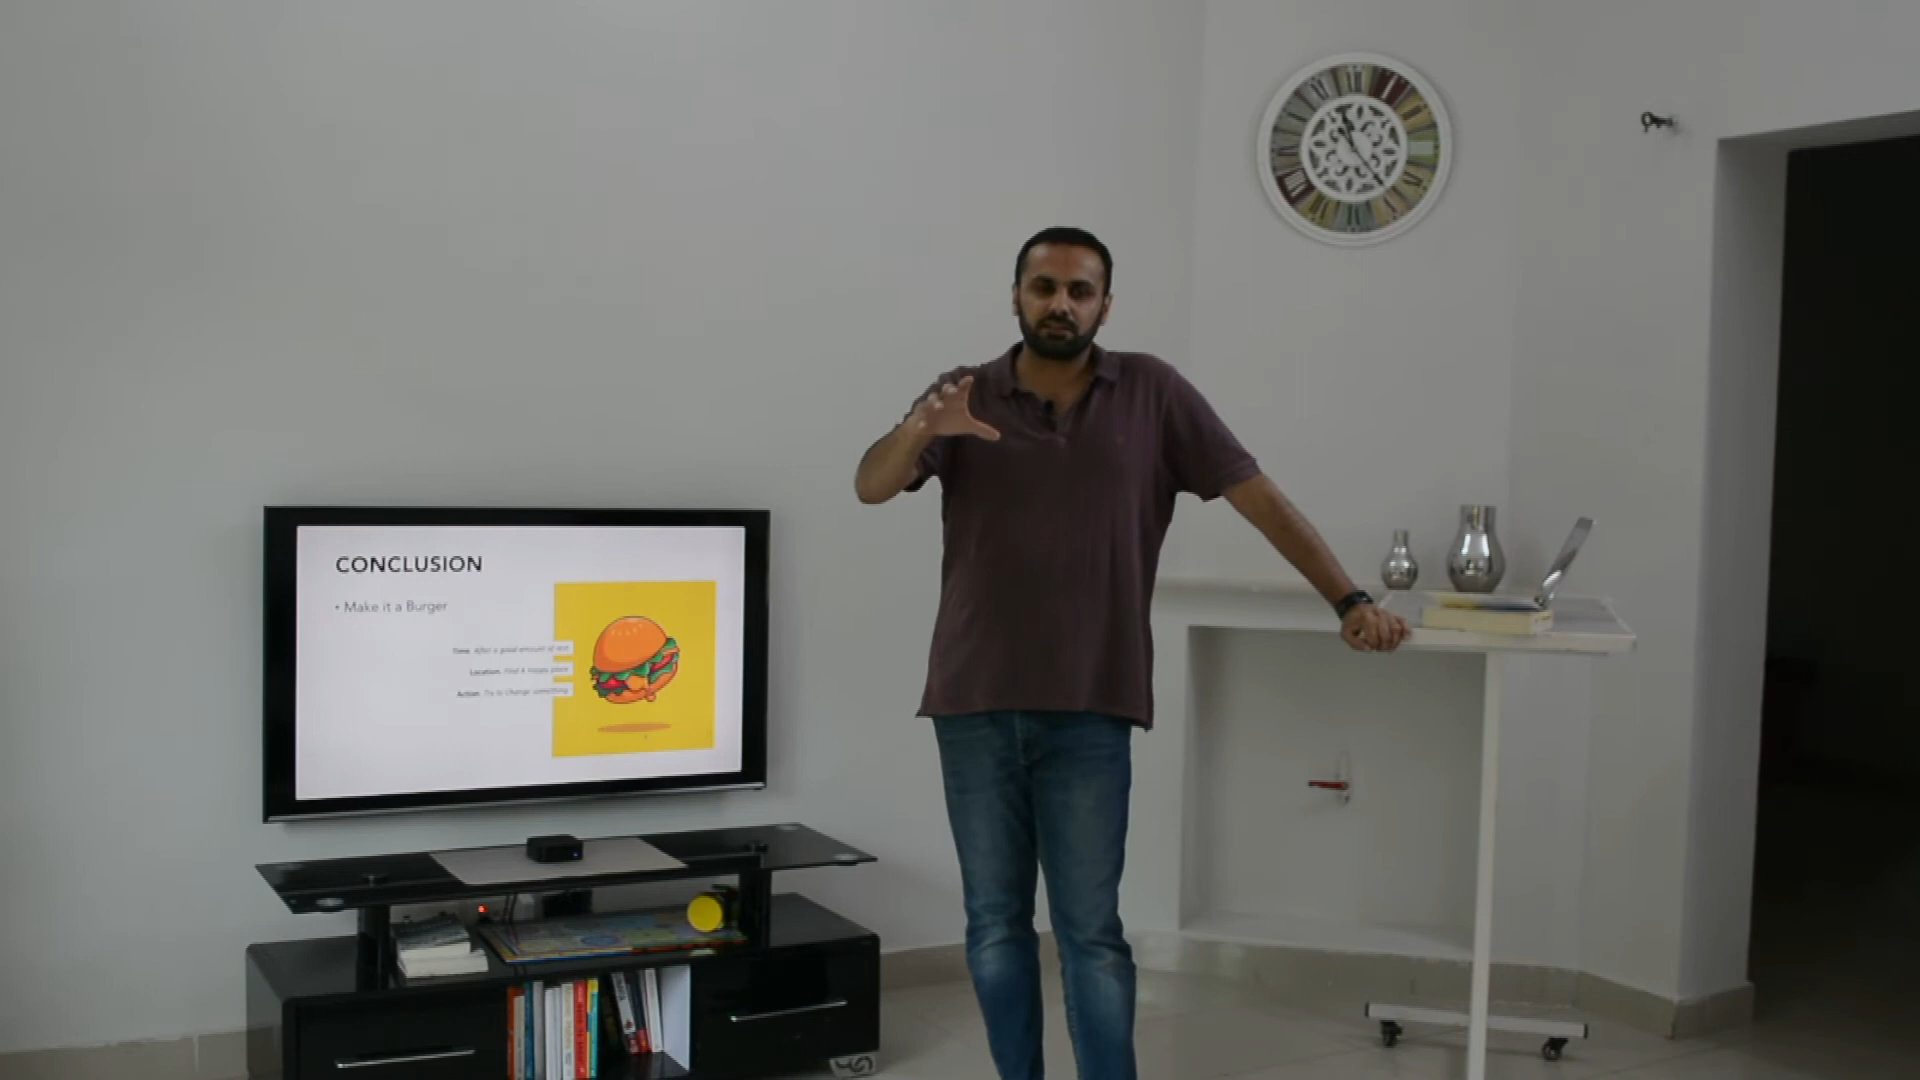 CONCLUSION
• Make it a Burger
Time: After a good amount of rest
Location: Find A Happy place
Action: Try to Change something